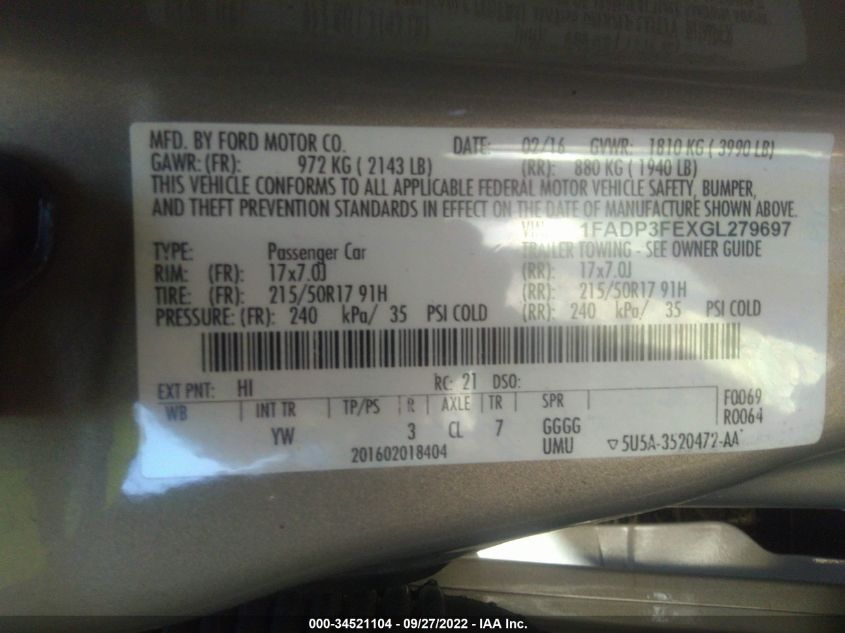 MFD. BY FORD MOTOR CO. DATE: 02/16 GVWR: 1810 KG ( 3990 LB)
GAWR: (FR): 972 KG ( 2143 LB) (RR): 880 KG ( 1940 LB)
THIS VEHICLE CONFORMS TO ALL APPLICABLE FEDERAL MOTOR VEHICLE SAFETY, BUMPER,
AND THEFT PREVENTION STANDARDS IN EFFECT ON THE DATE OF MANUFACTURE SHOWN ABOVE.
VIN: 1FADP3FEXGL279697
TYPE: Passenger Car TRAILER TOWING - SEE OWNER GUIDE
RIM: (FR): 17x7.0J (RR): 17x7.0J
TIRE: (FR): 215/50R17 91H (RR): 215/50R17 91H
PRESSURE: (FR): 240 kPa/ 35 PSI COLD (RR): 240 kPa/ 35 PSI COLD
EXT PNT: HI RC: 21 DSO:
WB INT TR TP/PS R AXLE TR SPR F0069
R0064
YW 3 CL 7 GGGG
UMU
201602018404 ▽5U5A-3520472-AA
000-34521104 - 09/27/2022 - IAA Inc.